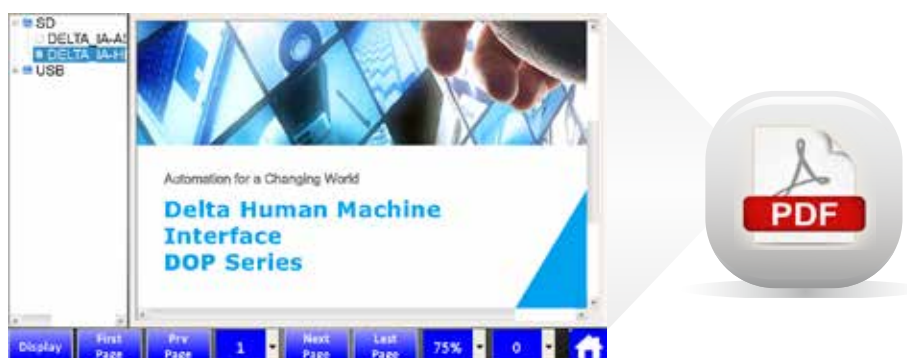 SD
DELTA_IA-AS
DELTA_IA-H
USB
Automation for a Changing World
Delta Human Machine
Interface
DOP Series
PDF
Display
First
Page
Prv
Page
1
Next
Page
Last
Page
75%
0